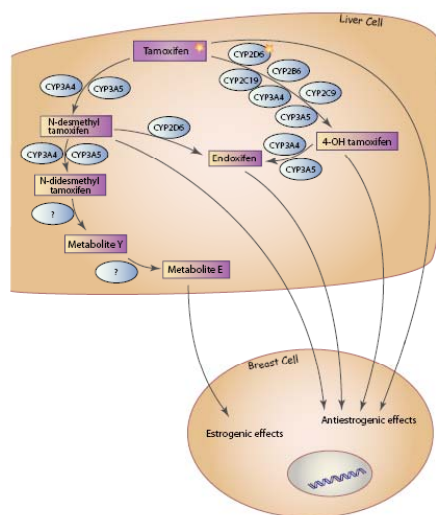 Liver Cell
Tamoxifen
CYP2D6
CYP2B6
CYP3A4
CYP3A5
CYP2C19
CYP2C9
CYP3A4
CYP3A5
N-desmethyl
tamoxifen
CYP2D6
4-OH tamoxifen
CYP3A4
CYP3A5
Endoxifen
CYP3A4
CYP3A5
N-didesmethyl
tamoxifen
?
Metabolite Y
?
Metabolite E
Breast Cell
Estrogenic effects
Antiestrogenic effects